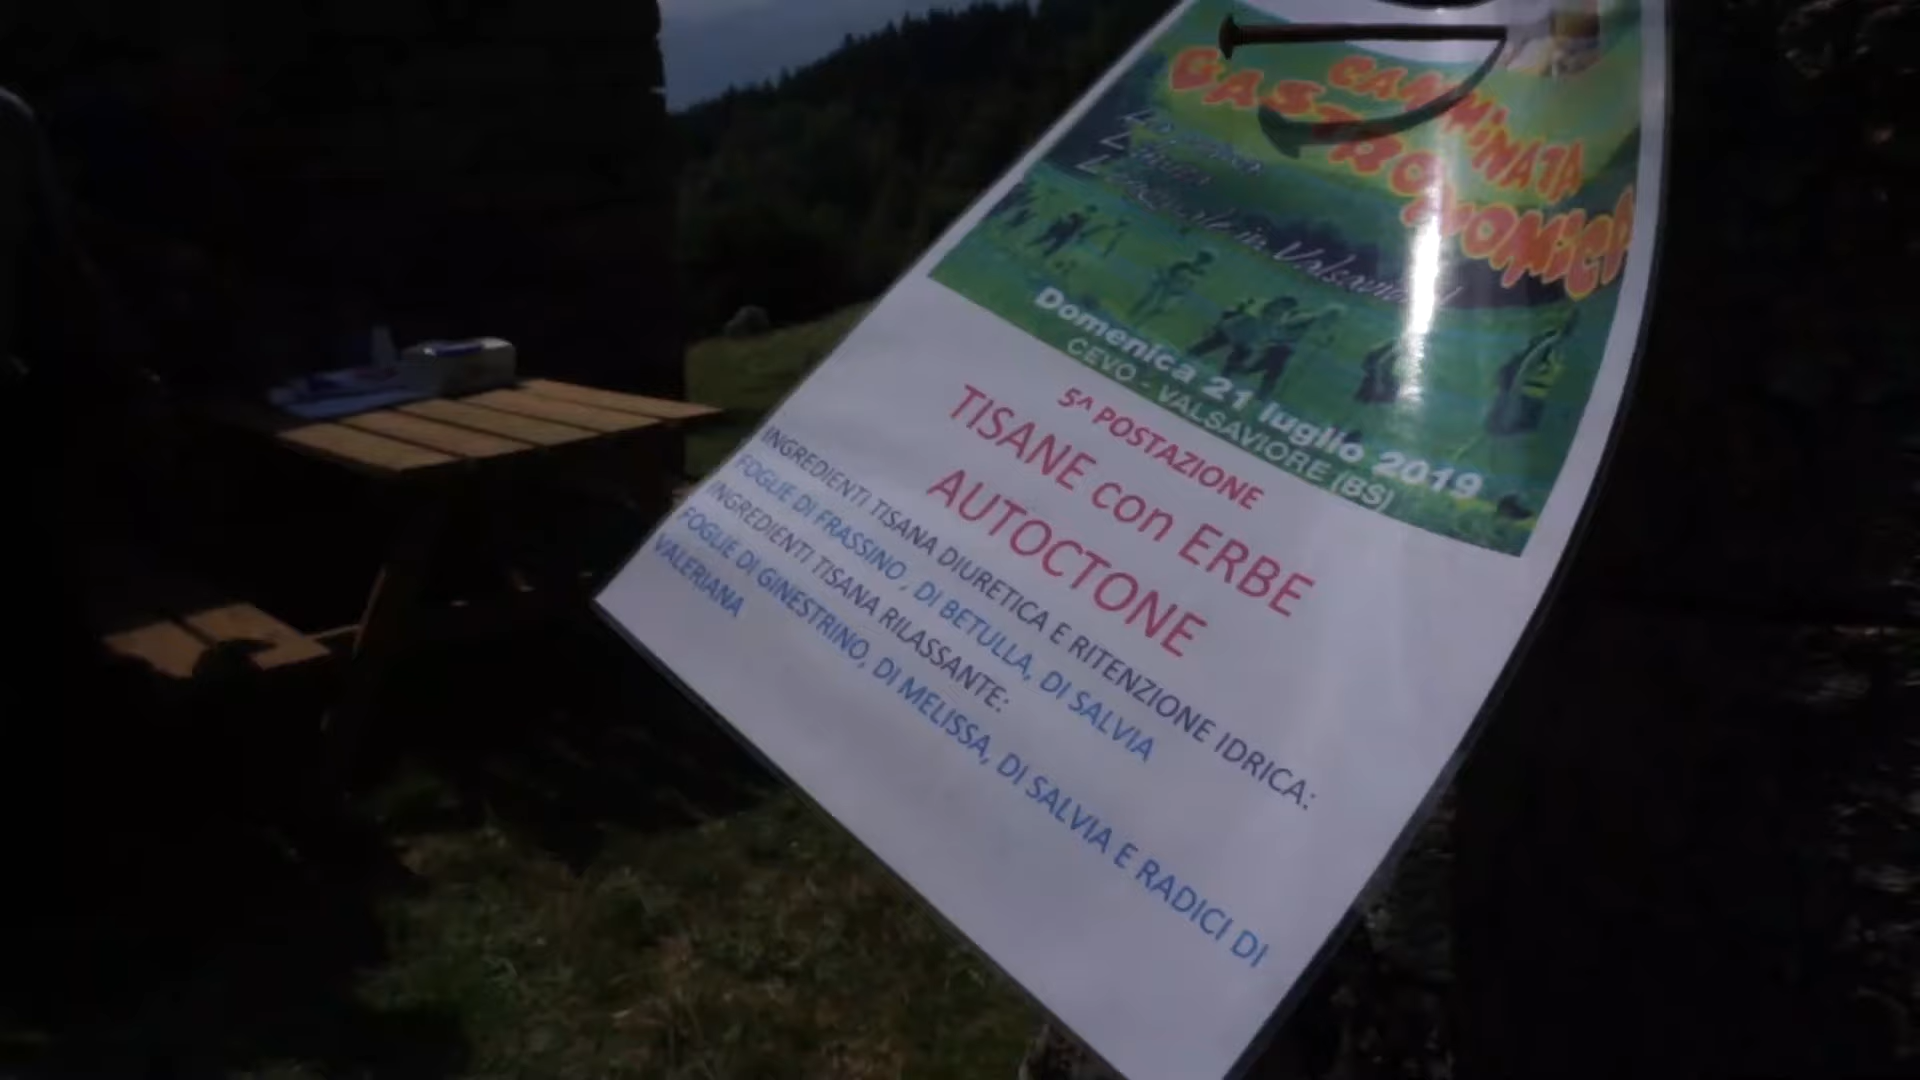 CAMMINATA
GASTRONOMICA
in Valsaviore
Domenica 21 luglio 2019
CEVO - VALSAVIORE (BS)
5^ POSTAZIONE
TISANE con ERBE
AUTOCTONE
INGREDIENTI TISANA DIURETICA E RITENZIONE IDRICA:
FOGLIE DI FRASSINO , DI BETULLA, DI SALVIA
INGREDIENTI TISANA RILASSANTE:
FOGLIE DI GINESTRINO, DI MELISSA, DI SALVIA E RADICI DI
VALERIANA